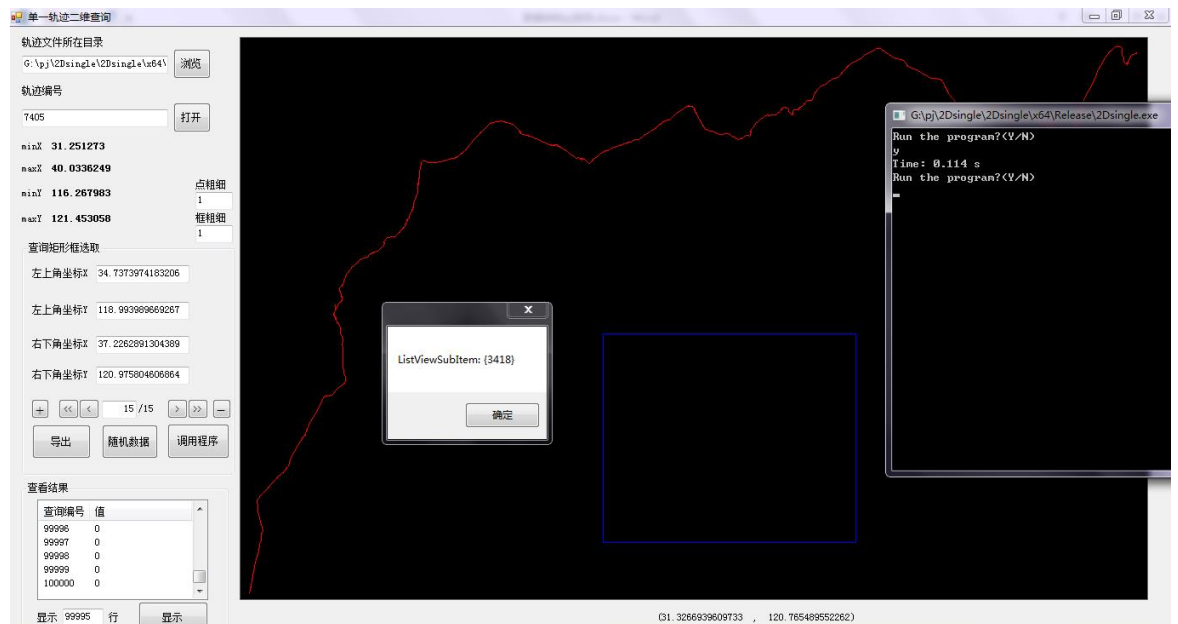 单一轨迹二维查询
轨迹文件所在目录
G:\pj\2Dsingle\2Dsingle\x64\
浏览
轨迹编号
7405
打开
minX 31.251273
maxX 40.0336249
minY 116.267983
maxY 121.453058
点粗细
1
框粗细
1
查询矩形框选取
左上角坐标X 34.7373974183206
左上角坐标Y 118.993989669267
右下角坐标X 37.2262891304389
右下角坐标Y 120.975804606864
+ << < 15 /15 > >> −
导出 随机数据 调用程序
查看结果
查询编号 值
99996 0
99997 0
99998 0
99999 0
100000 0
显示 99995 行 显示
ListViewSubItem: {3418}
确定
G:\pj\2Dsingle\2Dsingle\x64\Release\2Dsingle.exe
Run the program?(Y/N)
y
Time: 0.114 s
Run the program?(Y/N)
(31.3266939609733 , 120.765489552262)